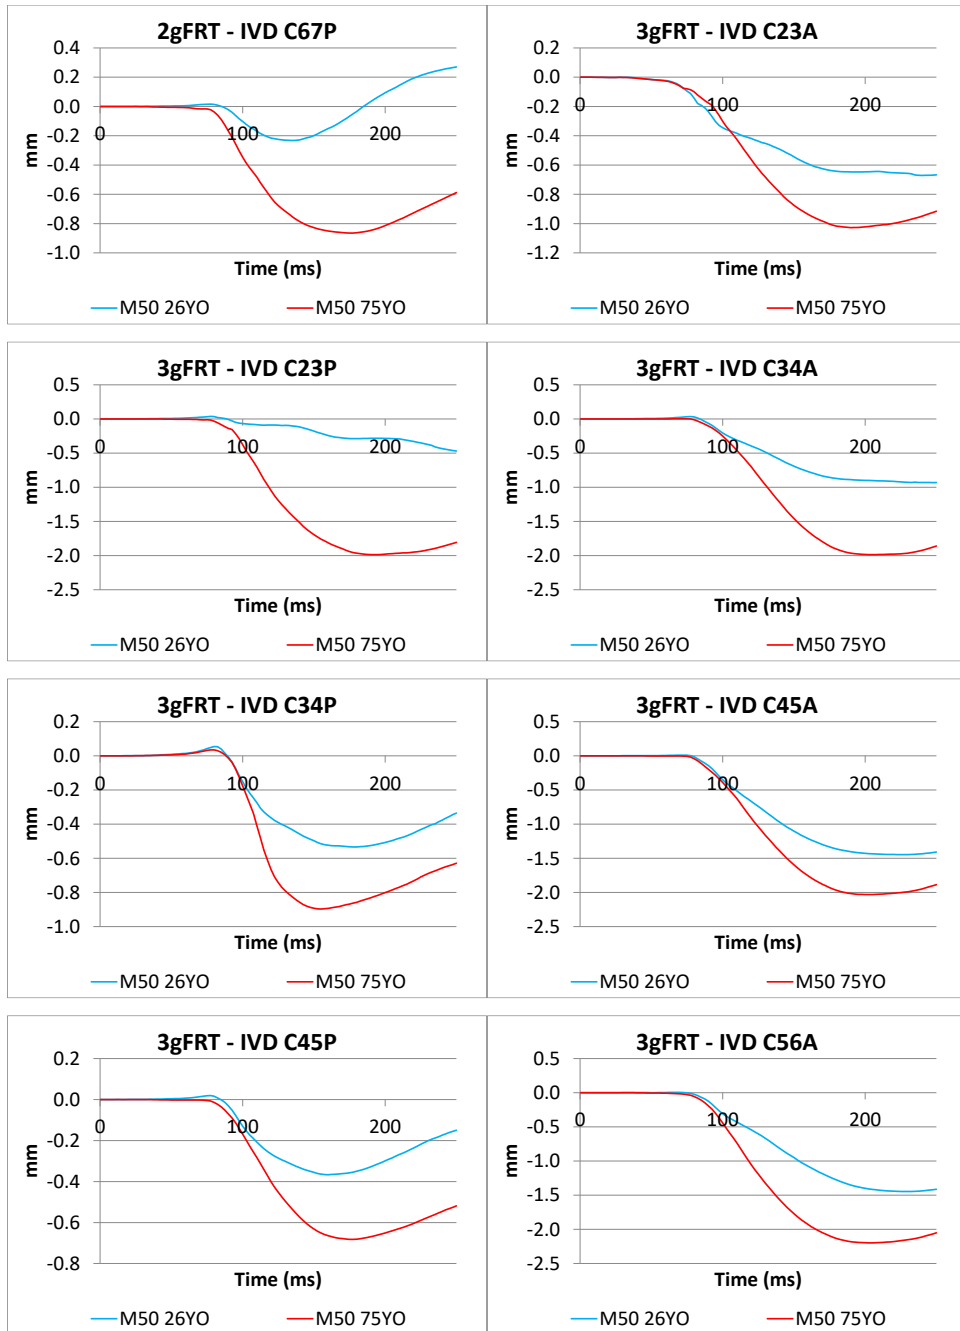 2gFRT - IVD C67P
0.4
0.2
0.0
-0.2
-0.4
-0.6
-0.8
-1.0
0
100
200
mm
Time (ms)
M50 26YO
M50 75YO
3gFRT - IVD C23A
0.2
0.0
-0.2
-0.4
-0.6
-0.8
-1.0
-1.2
0
100
200
mm
Time (ms)
M50 26YO
M50 75YO
3gFRT - IVD C23P
0.5
0.0
-0.5
-1.0
-1.5
-2.0
-2.5
0
100
200
mm
Time (ms)
M50 26YO
M50 75YO
3gFRT - IVD C34A
0.5
0.0
-0.5
-1.0
-1.5
-2.0
-2.5
0
100
200
mm
Time (ms)
M50 26YO
M50 75YO
3gFRT - IVD C34P
0.2
0.0
-0.2
-0.4
-0.6
-0.8
-1.0
0
100
200
mm
Time (ms)
M50 26YO
M50 75YO
3gFRT - IVD C45A
0.5
0.0
-0.5
-1.0
-1.5
-2.0
-2.5
0
100
200
mm
Time (ms)
M50 26YO
M50 75YO
3gFRT - IVD C45P
0.2
0.0
-0.2
-0.4
-0.6
-0.8
0
100
200
mm
Time (ms)
M50 26YO
M50 75YO
3gFRT - IVD C56A
0.5
0.0
-0.5
-1.0
-1.5
-2.0
-2.5
0
100
200
mm
Time (ms)
M50 26YO
M50 75YO